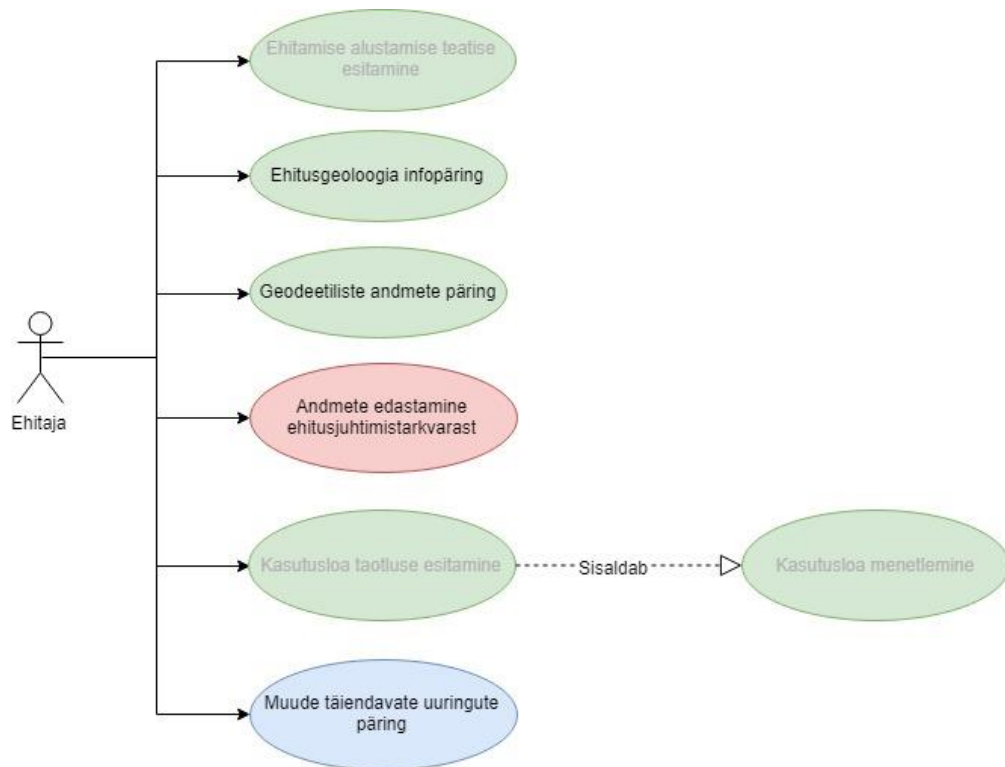 Ehitamise alustamise teatise
esitamine
Ehitusgeoloogia infopäring
Geodeetiliste andmete päring
Ehitaja
Andmete edastamine
ehitusjuhtimistarkvarast
Kasutusloa taotluse esitamine
Sisaldab
Kasutusloa menetlemine
Muude täiendavate uuringute
päring